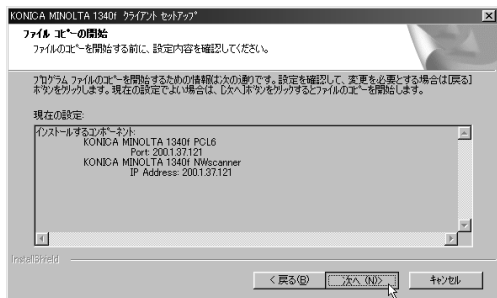 KONICA MINOLTA 1340f クライアント セットアップ
ファイル コピーの開始
ファイルのコピーを開始する前に、設定内容を確認してください。
プログラム ファイルのコピーを開始するための情報は次の通りです。設定を確認して、変更を必要とする場合は[戻る]
ボタンをクリックします。現在の設定でよい場合は、[次へ]ボタンをクリックするとファイルのコピーを開始します。
現在の設定:
インストールするコンポーネント:
KONICA MINOLTA 1340f PCL6
Port: 200.1.37.121
KONICA MINOLTA 1340f NWscanner
IP Address: 200.1.37.121
InstallShield
< 戻る(B)
次へ (N)>
キャンセル